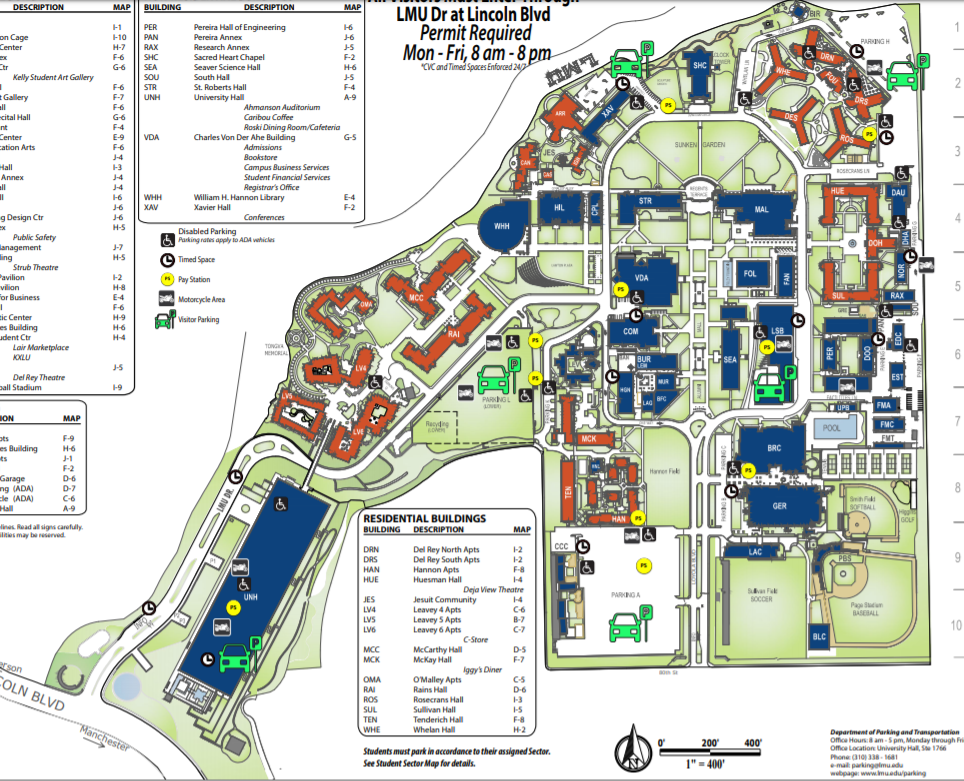 LMU Dr at Lincoln Blvd
Permit Required
Mon - Fri, 8 am - 8 pm
*CVC and Timed Spaces Enforced 24/7
DESCRIPTION MAP
I-1
on Cage I-10
Center H-7
ex F-6
Ctr G-6
Kelly Student Art Gallery
F-6
t Gallery F-7
all F-6
ecital Hall G-6
nt F-4
Center E-9
cation Arts F-6
J-4
Hall I-3
Annex J-4
all J-4
l I-6
J-6
ng Design Ctr J-6
ex H-5
Public Safety
Management J-7
ding H-5
Strub Theatre
Pavilion I-2
avilion H-8
for Business E-4
l F-6
tic Center H-9
es Building H-6
udent Ctr H-4
Lair Marketplace
KXLU
J-5
Del Rey Theatre
ball Stadium I-9
BUILDING DESCRIPTION MAP
PER Pereira Hall of Engineering I-6
PAN Pereira Annex J-6
RAX Research Annex J-5
SHC Sacred Heart Chapel F-2
SEA Seaver Science Hall H-6
SOU South Hall J-5
STR St. Roberts Hall F-4
UNH University Hall A-9
Ahmanson Auditorium
Caribou Coffee
Roski Dining Room/Cafeteria
VDA Charles Von Der Ahe Building G-5
Admissions
Bookstore
Campus Business Services
Student Financial Services
Registrar's Office
WHH William H. Hannon Library E-4
XAV Xavier Hall F-2
Conferences
Disabled Parking
Parking rates apply to ADA vehicles
Timed Space
PS Pay Station
Motorcycle Area
P Visitor Parking
ION MAP
ots F-9
es Building H-6
ots J-1
F-2
Garage D-6
ng (ADA) D-7
cle (ADA) C-6
Hall A-9
elines. Read all signs carefully.
ilities may be reserved.
BIR
PARKING H
CLOCK TOWER
SHC
WHELAN LN
WHE
DRN
FOU
DRS
DES
ROS
PS
ARR
XAV
JES
CAN
CAS
SUNKEN GARDEN
ROSECRANS LN
REGENTS TERRACE
HIL
CPL
STR
MAL
WHH
HUE
DAU
DOH
NOR
SUL
RAX
VDA
FOL
FAN
OMA
MCC
RAI
TONGVA MEMORIAL
LV4
LV5
LV6
PARKING L
(LOWER)
Recycling
(LOWER)
COM
BUR
MUR
HGN
LAG
BFC
SEA
LSB
PER
DOO
EDC
EST
UPB
FMA
FMC
FMT
POOL
MCK
TEN
HAN
Hannon Field
BRC
GER
LAC
Smith Field
SOFTBALL
GOLF
CCC
PARKING A
Sullivan Field
SOCCER
PBS
Page Stadium
BASEBALL
BLC
80th ST
LMU DR.
UNH
Manchester
OLN BLVD
1
2
3
4
5
6
7
8
9
10
RESIDENTIAL BUILDINGS
BUILDING DESCRIPTION MAP
DRN Del Rey North Apts I-2
DRS Del Rey South Apts I-2
HAN Hannon Apts F-8
HUE Huesman Hall I-4
Deja View Theatre
JES Jesuit Community I-4
LV4 Leavey 4 Apts C-6
LV5 Leavey 5 Apts B-7
LV6 Leavey 6 Apts C-7
C-Store
MCC McCarthy Hall D-5
MCK McKay Hall F-7
Iggy's Diner
OMA O'Malley Apts C-5
RAI Rains Hall D-6
ROS Rosecrans Hall I-3
SUL Sullivan Hall I-5
TEN Tenderich Hall F-8
WHE Whelan Hall H-2
Students must park in accordance to their assigned Sector.
See Student Sector Map for details.
N
0' 200' 400'
1" = 400'
Department of Parking and Transportation
Office Hours: 8 am - 5 pm, Monday through Fri
Office Location: University Hall, Ste 1766
Phone: (310) 338 - 1681
e-mail: parking@lmu.edu
webpage: www.lmu.edu/parking